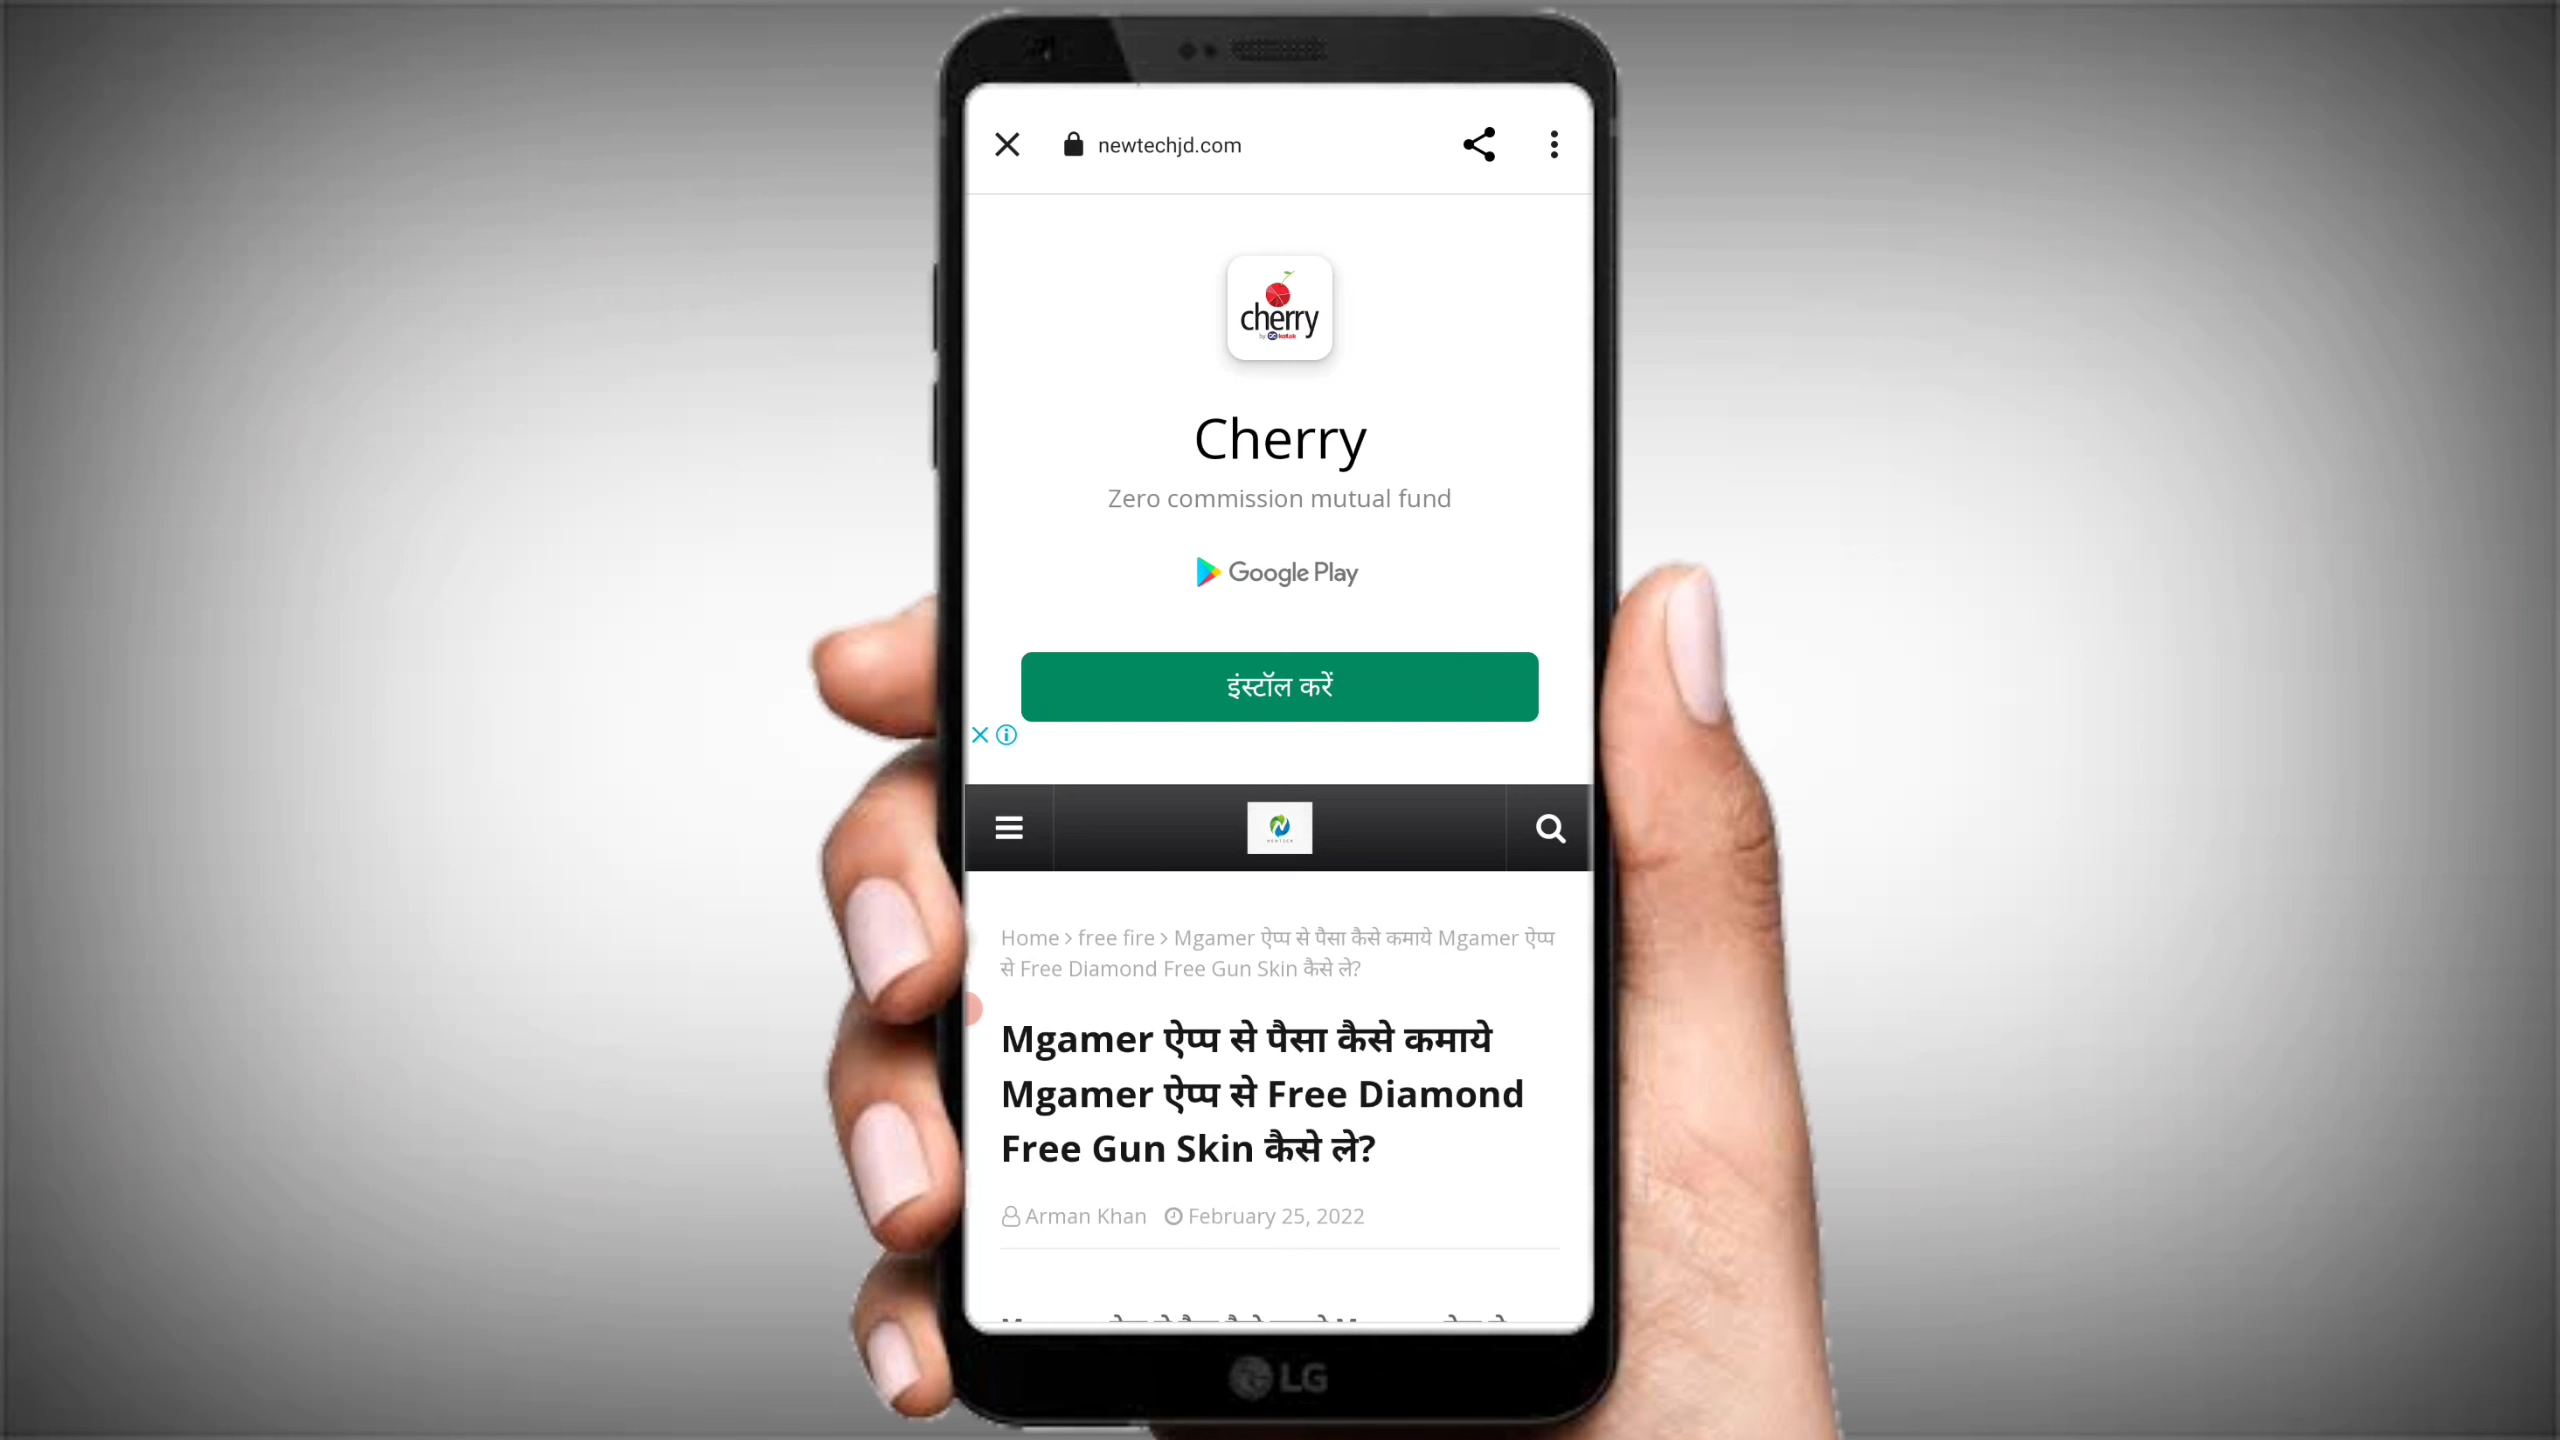 newtechjd.com
cherry
by kotak
Cherry
Zero commission mutual fund
Google Play
इंस्टॉल करें
Home > free fire > Mgamer ऐप्प से पैसा कैसे कमाये Mgamer ऐप्प
से Free Diamond Free Gun Skin कैसे ले?
Mgamer ऐप्प से पैसा कैसे कमाये
Mgamer ऐप्प से Free Diamond
Free Gun Skin कैसे ले?
Arman Khan February 25, 2022
LG